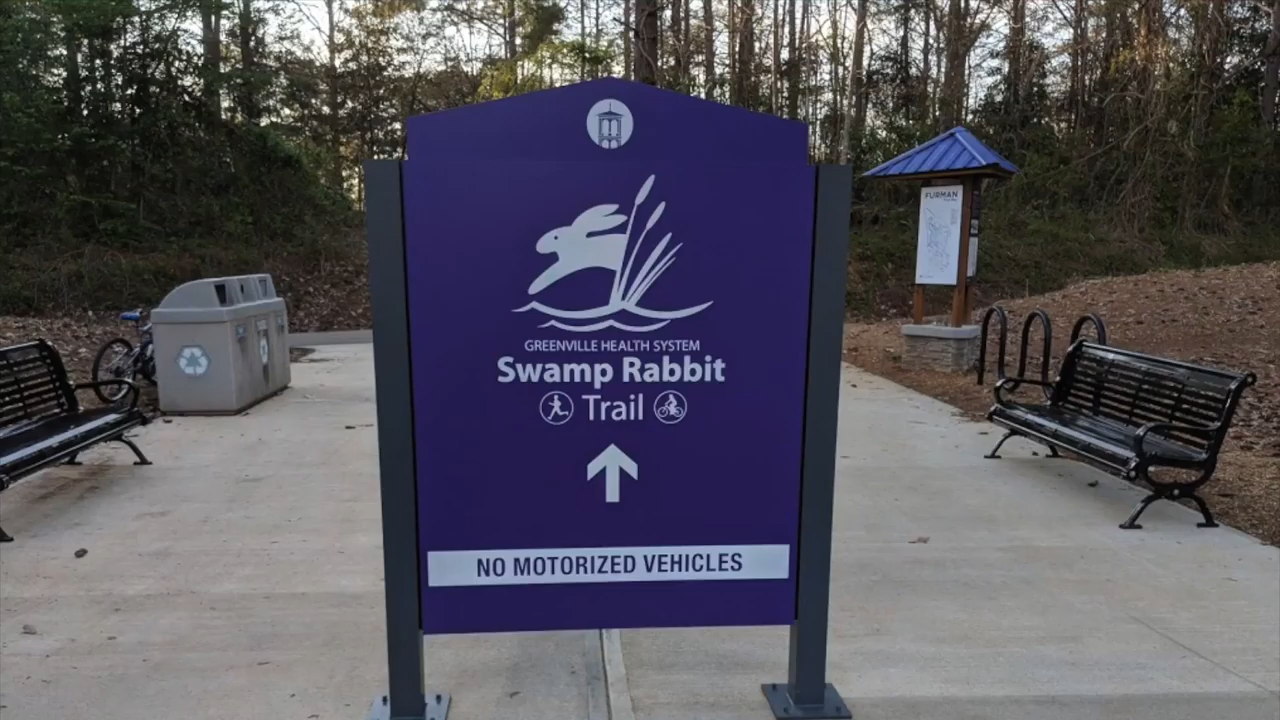 GREENVILLE HEALTH SYSTEM
Swamp Rabbit
Trail
NO MOTORIZED VEHICLES
FURMAN